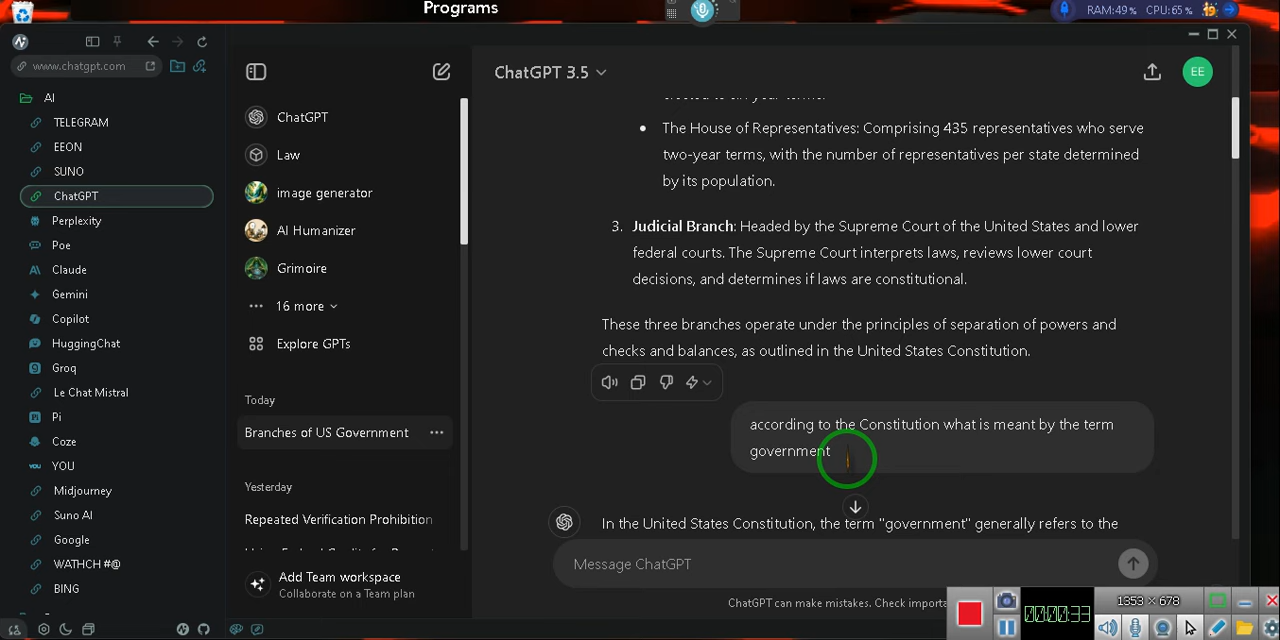 Programs
RAM:49% CPU:65% 19
www.chatgpt.com
AI
TELEGRAM
EEON
SUNO
ChatGPT
Perplexity
Poe
Claude
Gemini
Copilot
HuggingChat
Groq
Le Chat Mistral
Pi
Coze
YOU
Midjourney
Suno AI
Google
WATHCH #@
BING
ChatGPT
Law
image generator
AI Humanizer
Grimoire
16 more
Explore GPTs
Today
Branches of US Government
Yesterday
Repeated Verification Prohibition
Add Team workspace
Collaborate on a Team plan
ChatGPT 3.5
EE
The House of Representatives: Comprising 435 representatives who serve
two-year terms, with the number of representatives per state determined
by its population.
3. Judicial Branch: Headed by the Supreme Court of the United States and lower
federal courts. The Supreme Court interprets laws, reviews lower court
decisions, and determines if laws are constitutional.
These three branches operate under the principles of separation of powers and
checks and balances, as outlined in the United States Constitution.
according to the Constitution what is meant by the term
government
In the United States Constitution, the term "government" generally refers to the
Message ChatGPT
ChatGPT can make mistakes. Check importa
1353 × 678
00:00:33